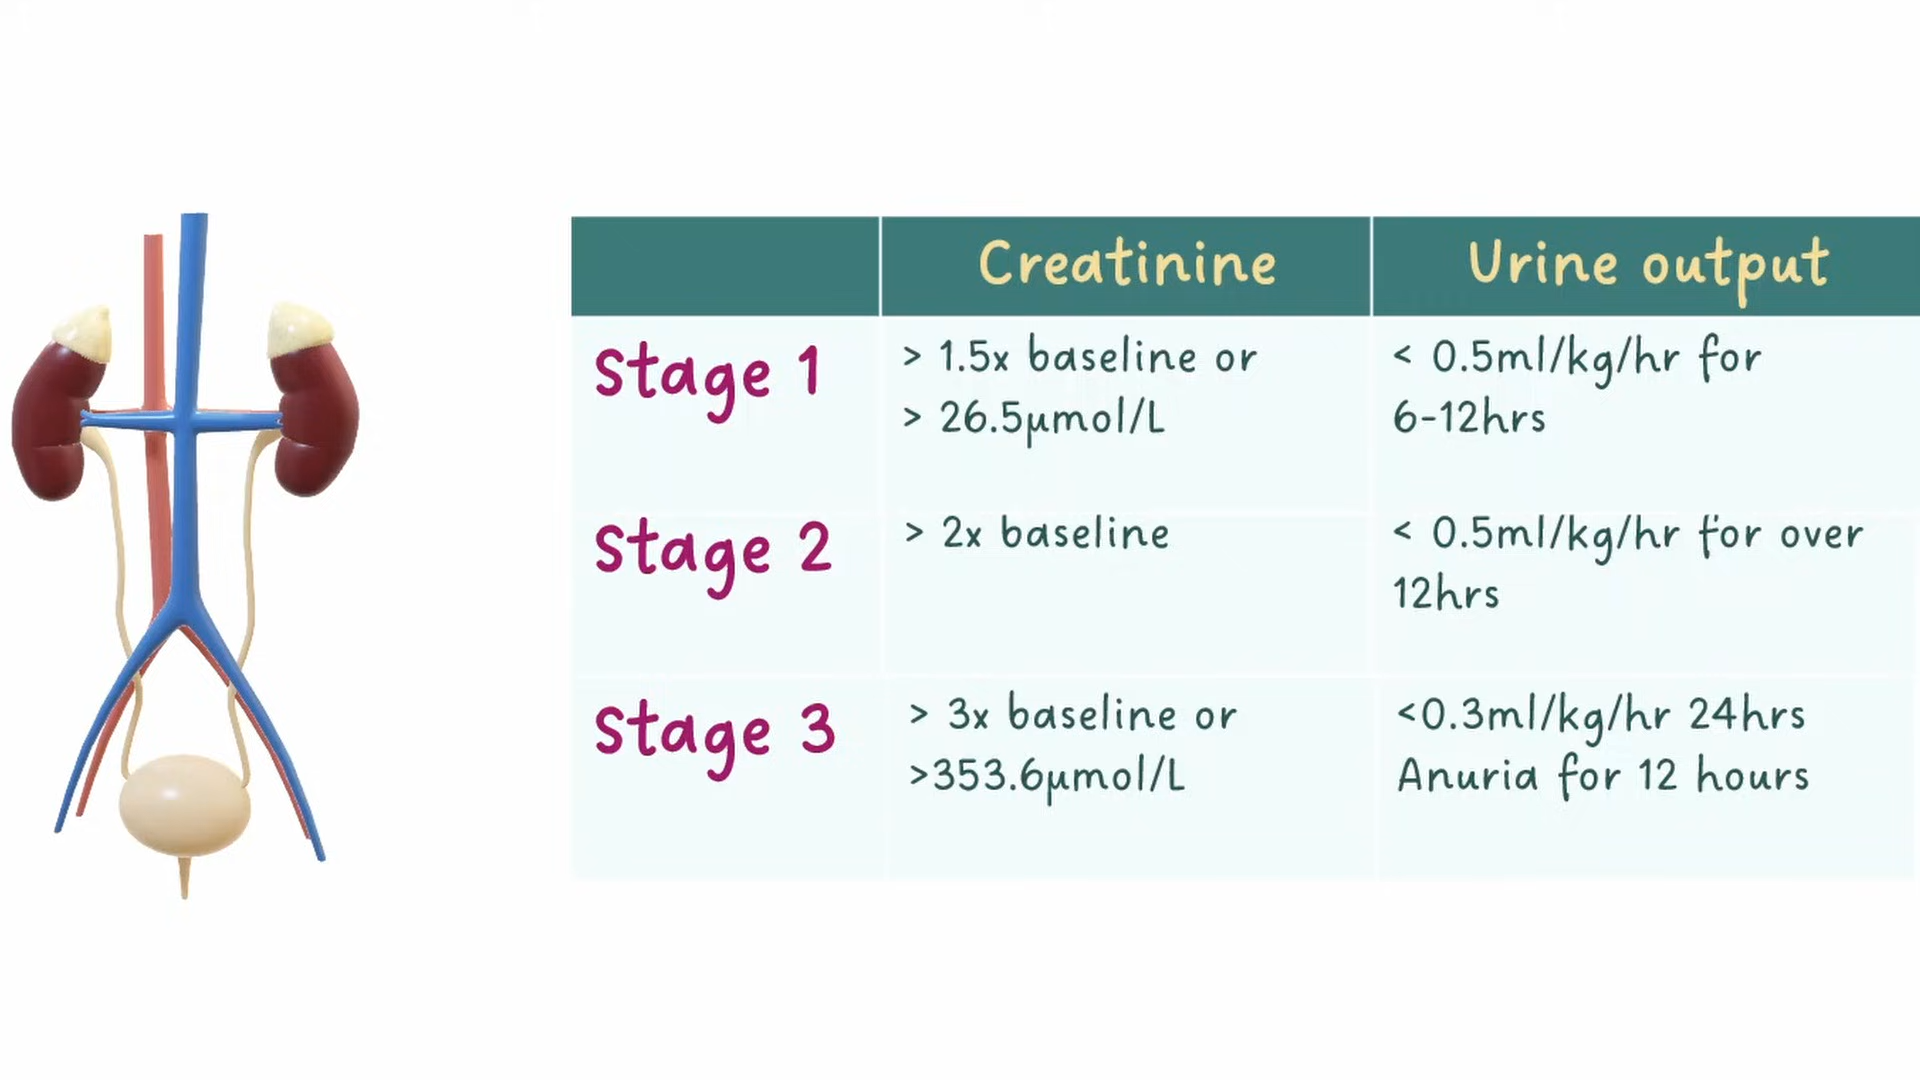 Creatinine
Urine output
Stage 1
> 1.5x baseline or
> 26.5µmol/L
< 0.5ml/kg/hr for
6-12hrs
Stage 2
> 2x baseline
< 0.5ml/kg/hr for over
12hrs
Stage 3
> 3x baseline or
>353.6µmol/L
<0.3ml/kg/hr 24hrs
Anuria for 12 hours